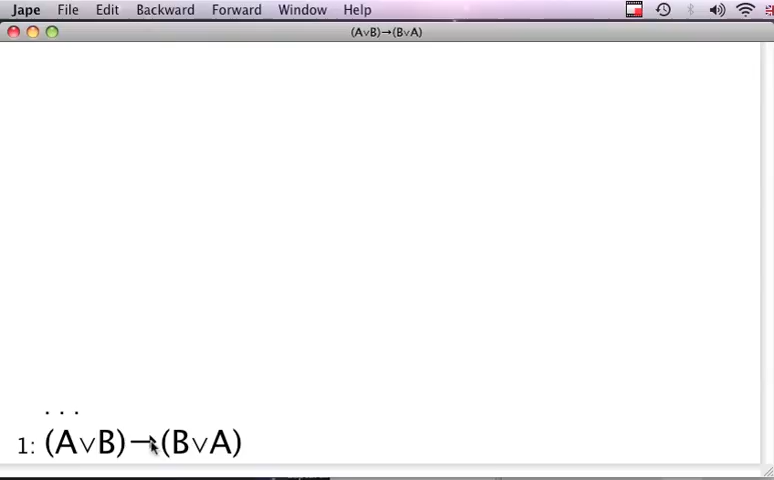 Jape File Edit Backward Forward Window Help
(A∨B)→(B∨A)
...
1: (A∨B)→(B∨A)